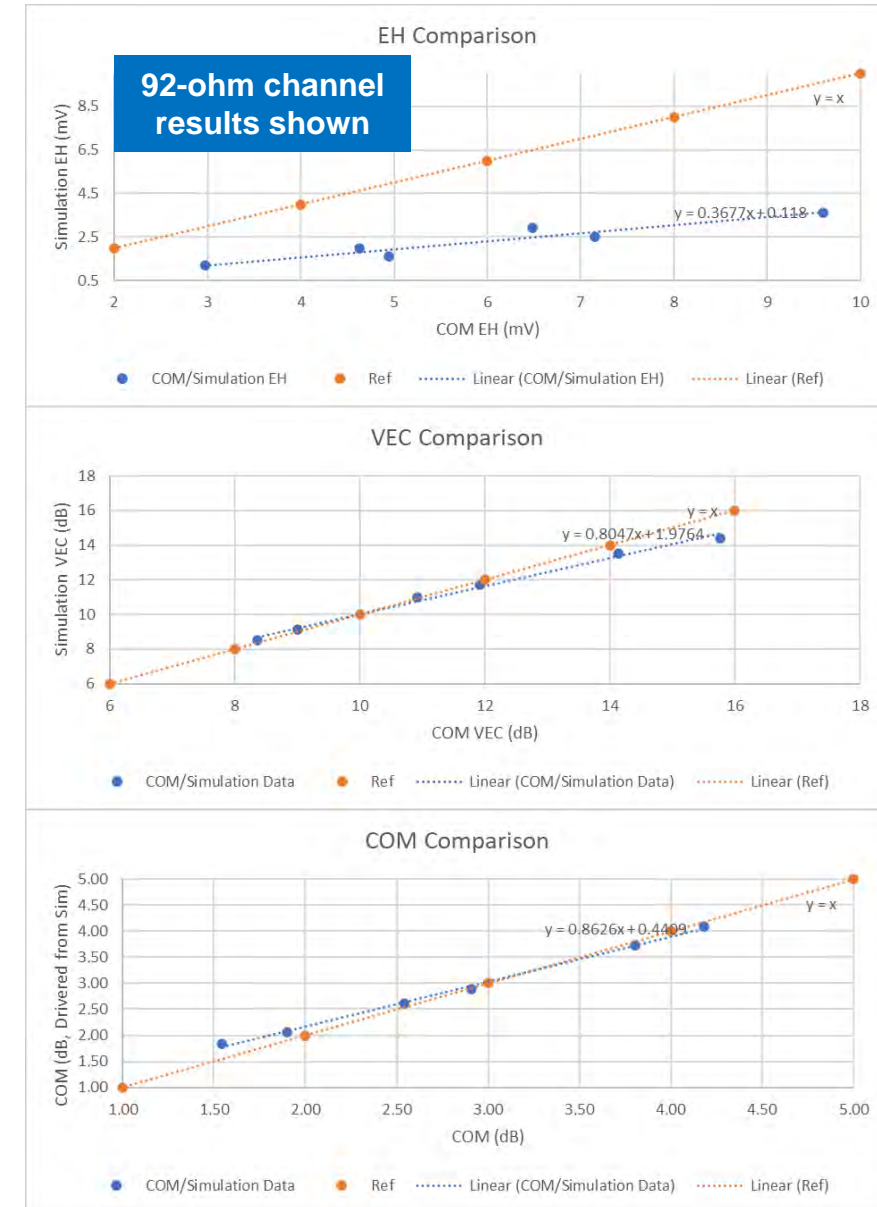 EH Comparison
92-ohm channel
results shown
Simulation EH (mV)
8.5
6.5
4.5
2.5
0.5
y = x
y = 0.3677x+0.118
2 3 4 5 6 7 8 9 10
COM EH (mV)
COM/Simulation EH Ref Linear (COM/Simulation EH) Linear (Ref)
VEC Comparison
Simulation VEC (dB)
18
16
14
12
10
8
6
y = x
y = 0.8047x+1.9764
6 8 10 12 14 16 18
COM VEC (dB)
COM/Simulation Data Ref Linear (COM/Simulation Data) Linear (Ref)
COM Comparison
COM (dB, Drivered from Sim)
5.00
4.50
4.00
3.50
3.00
2.50
2.00
1.50
1.00
y = x
y = 0.8626x+0.4409
1.00 1.50 2.00 2.50 3.00 3.50 4.00 4.50 5.00
COM (dB)
COM/Simulation Data Ref Linear (COM/Simulation Data) Linear (Ref)